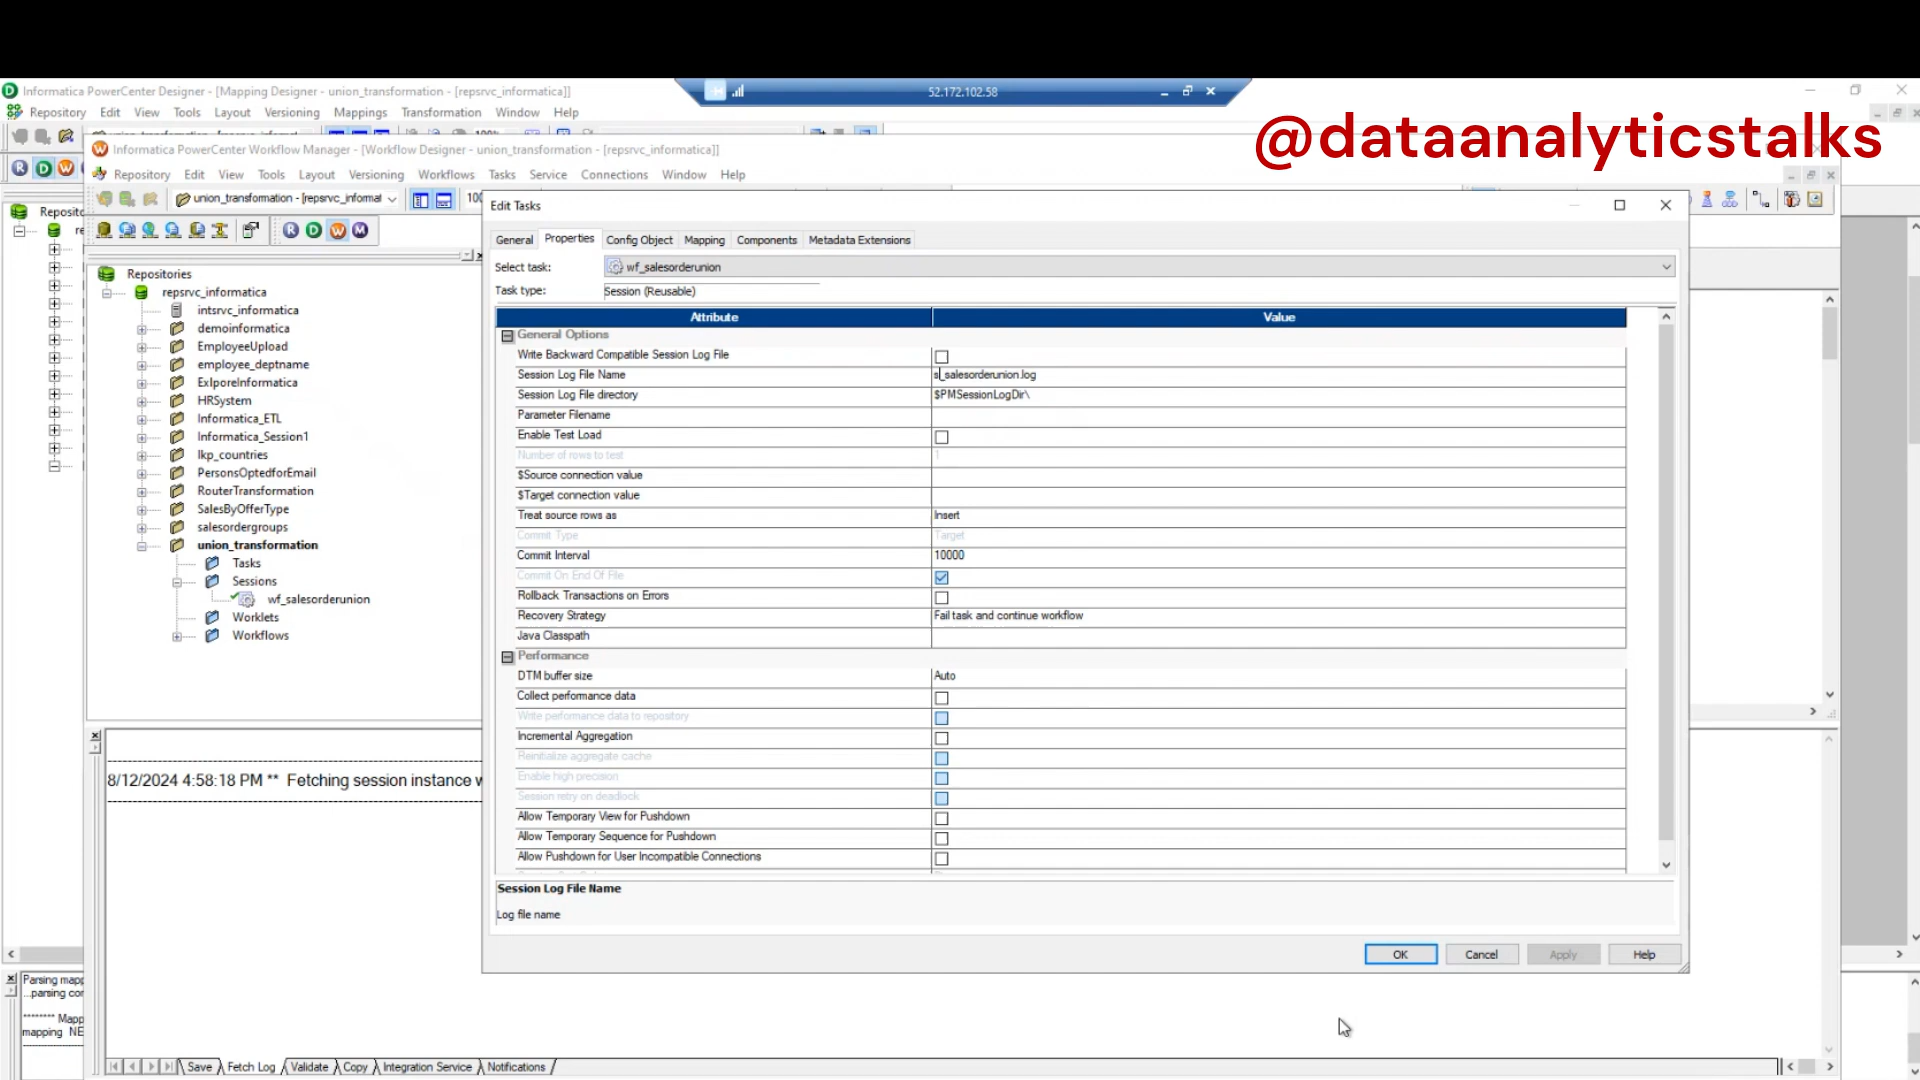 Informatica PowerCenter Designer - [Mapping Designer - union_transformation - [repsrvc_informatica]]
52.172.102.58
Repository Edit View Tools Layout Versioning Mappings Transformation Window Help
@dataanalyticstalks
Informatica PowerCenter Workflow Manager - [Workflow Designer - union_transformation - [repsrvc_informatica]]
Repository Edit View Tools Layout Versioning Workflows Tasks Service Connections Window Help
union_transformation - [repsrvc_informat
Edit Tasks
General Properties Config Object Mapping Components Metadata Extensions
Select task: wf_salesorderunion
Task type: Session (Reusable)
Repositories
repsrvc_informatica
intsrvc_informatica
demoinformatica
EmployeeUpload
employee_deptname
ExlporeInformatica
HRSystem
Informatica_ETL
Informatica_Session1
lkp_countries
PersonsOptedforEmail
RouterTransformation
SalesByOfferType
salesordergroups
union_transformation
Tasks
Sessions
wf_salesorderunion
Worklets
Workflows
Attribute Value
General Options
Write Backward Compatible Session Log File
Session Log File Name s_salesorderunion.log
Session Log File directory $PMSessionLogDir\
Parameter Filename
Enable Test Load
Number of rows to test 1
$Source connection value
$Target connection value
Treat source rows as Insert
Commit Type Target
Commit Interval 10000
Commit On End Of File
Rollback Transactions on Errors
Recovery Strategy Fail task and continue workflow
Java Classpath
Performance
DTM buffer size Auto
Collect performance data
Write performance data to repository
Incremental Aggregation
Reinitialize aggregate cache
Enable high precision
Session retry on deadlock
Allow Temporary View for Pushdown
Allow Temporary Sequence for Pushdown
Allow Pushdown for User Incompatible Connections
Session Log File Name
Log file name
OK Cancel Apply Help
8/12/2024 4:58:18 PM ** Fetching session instance
Parsing mapp
...parsing cor
******** Mapp
mapping NE
Save Fetch Log Validate Copy Integration Service Notifications